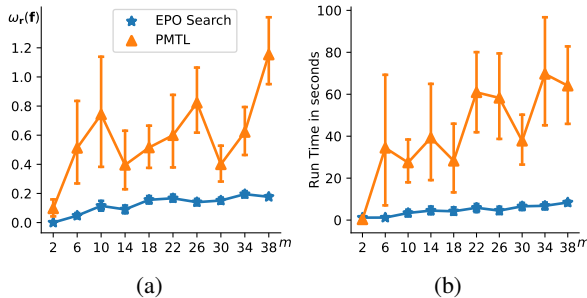 ωᵣ(f)
EPO Search
PMTL
1.2
1.0
0.8
0.6
0.4
0.2
0.0
2 6 10 14 18 22 26 30 34 38 m
(a)
Run Time in seconds
100
80
60
40
20
0
2 6 10 14 18 22 26 30 34 38 m
(b)